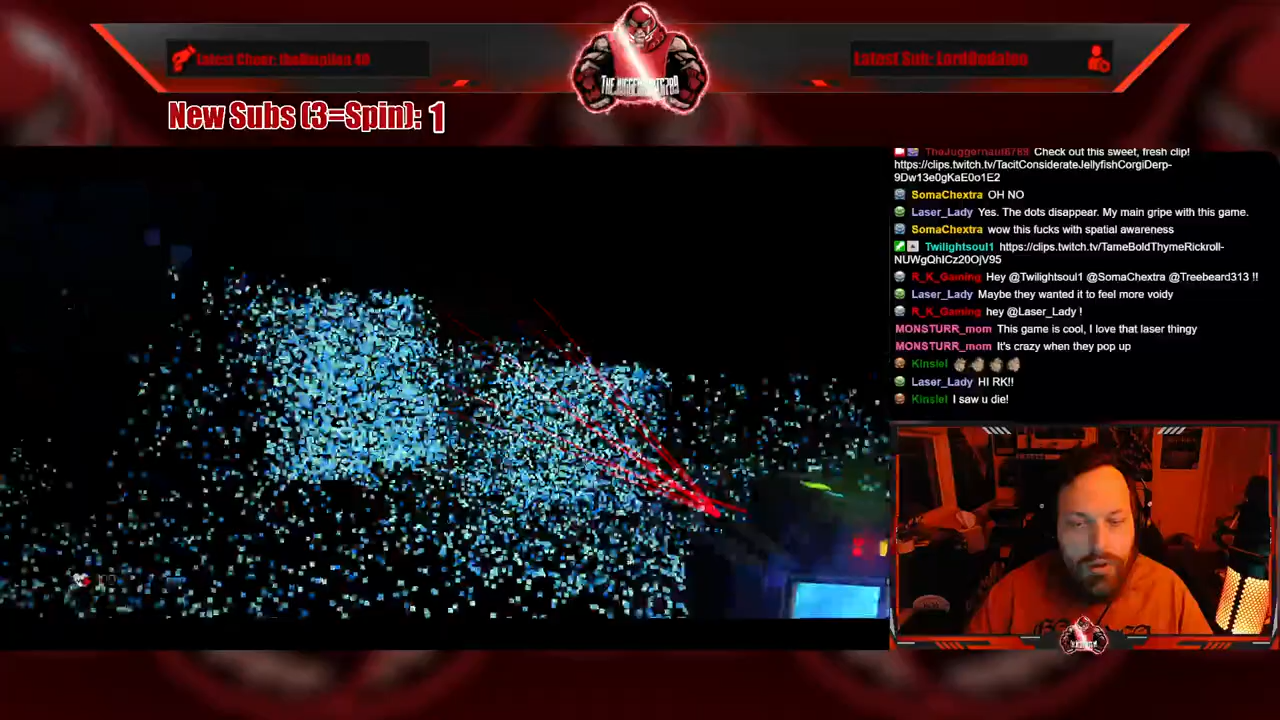 Latest Sub: LordDodatoo
New Subs (3=Spin): 1
TheJuggernaut6789 Check out this sweet, fresh clip!
https://clips.twitch.tv/TacitConsiderateJellyfishCorgiDerp-
9Dw13e0gKaE0o1E2
SomaChextra OH NO
Laser_Lady Yes. The dots disappear. My main gripe with this game.
SomaChextra wow this fucks with spatial awareness
Twilightsoul1 https://clips.twitch.tv/TameBoldThymeRickroll-
NUWgQhICz20OjV95
R_K_Gaming Hey @Twilightsoul1 @SomaChextra @Treebeard313 !!
Laser_Lady Maybe they wanted it to feel more voidy
R_K_Gaming hey @Laser_Lady !
MONSTURR_mom This game is cool, I love that laser thingy
MONSTURR_mom It's crazy when they pop up
Kinslel
Laser_Lady HI RK!!
Kinslel I saw u die!